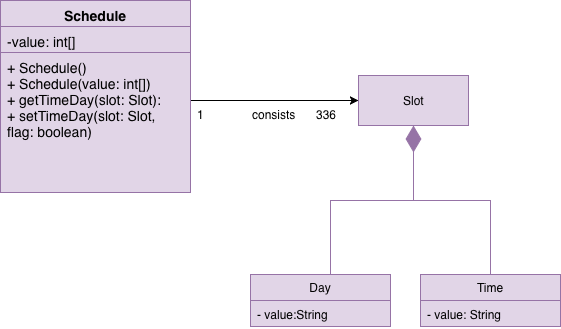 Schedule
-value: int[]
+ Schedule()
+ Schedule(value: int[])
+ getTimeDay(slot: Slot):
+ setTimeDay(slot: Slot,
flag: boolean)
1 consists 336
Slot
Day
- value:String
Time
- value: String